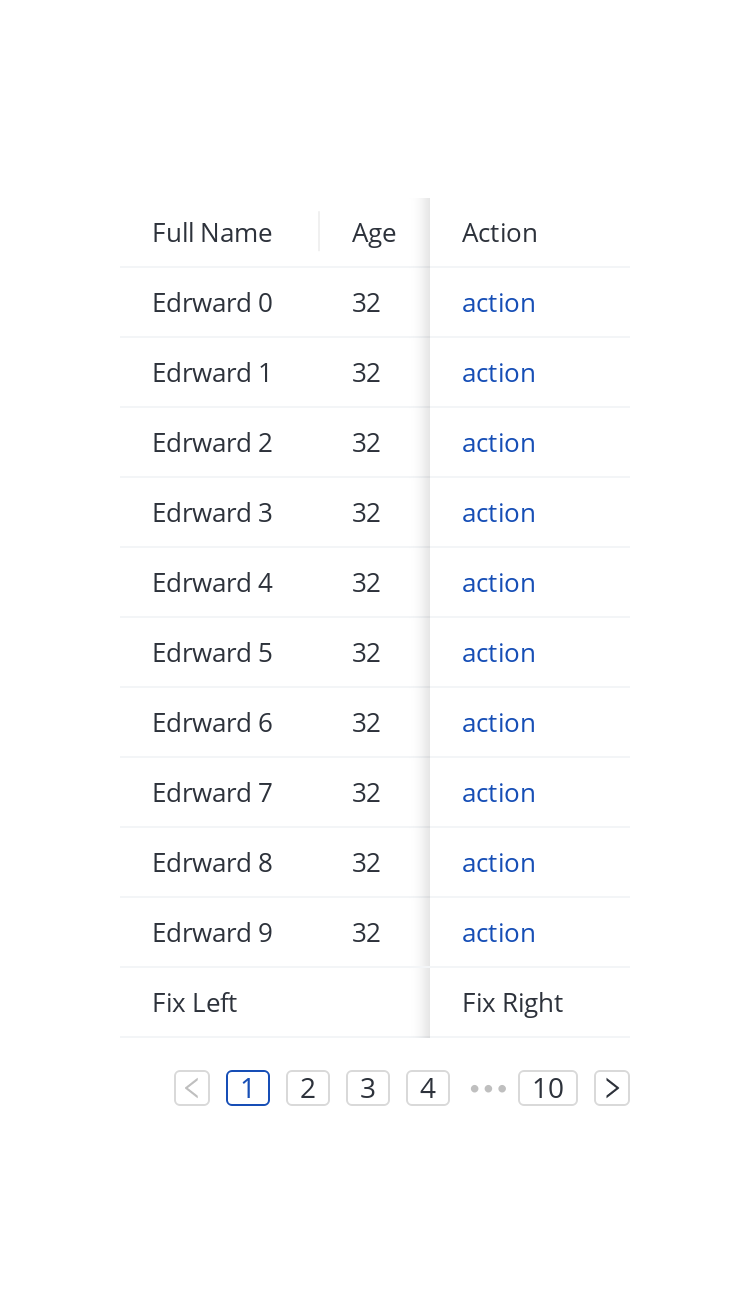 Full Name Age Action
Edrward 0 32 action
Edrward 1 32 action
Edrward 2 32 action
Edrward 3 32 action
Edrward 4 32 action
Edrward 5 32 action
Edrward 6 32 action
Edrward 7 32 action
Edrward 8 32 action
Edrward 9 32 action
Fix Left Fix Right
1 2 3 4 ••• 10